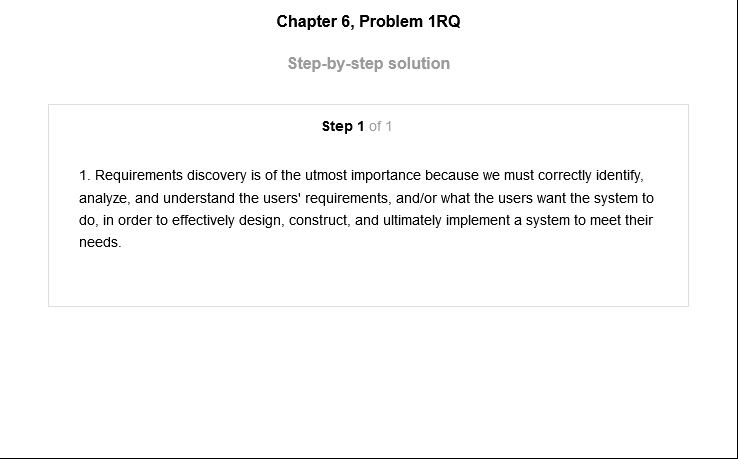 Chapter 6, Problem 1RQ
Step-by-step solution
Step 1 of 1
1. Requirements discovery is of the utmost importance because we must correctly identify,
analyze, and understand the users' requirements, and/or what the users want the system to
do, in order to effectively design, construct, and ultimately implement a system to meet their
needs.